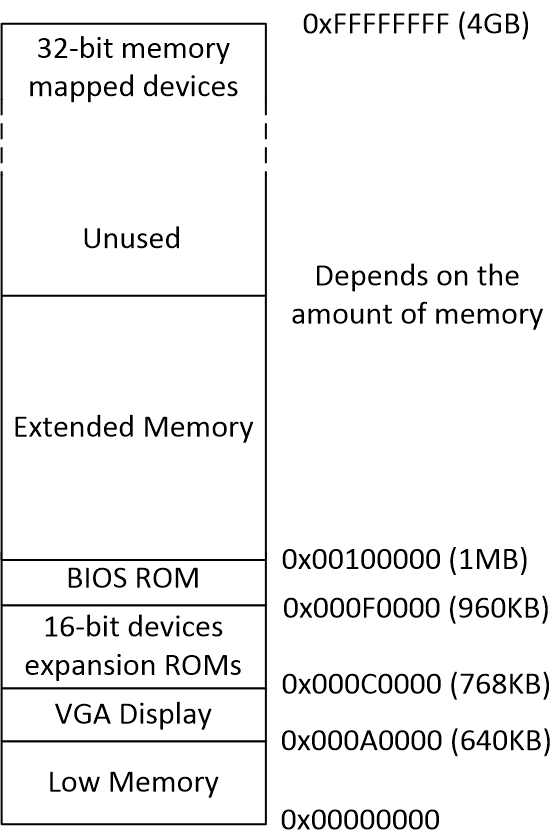 0xFFFFFFFF (4GB)
32-bit memory
mapped devices
Unused
Depends on the
amount of memory
Extended Memory
0x00100000 (1MB)
BIOS ROM
0x000F0000 (960KB)
16-bit devices
expansion ROMs
0x000C0000 (768KB)
VGA Display
0x000A0000 (640KB)
Low Memory
0x00000000